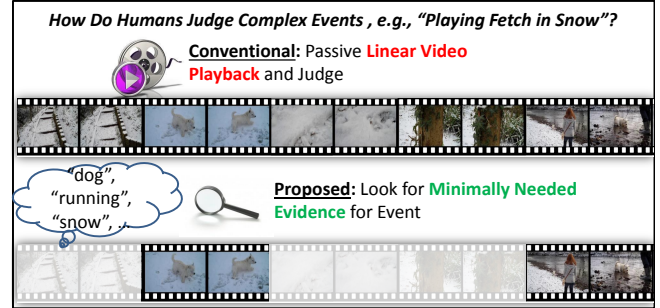 How Do Humans Judge Complex Events , e.g., “Playing Fetch in Snow”?
Conventional: Passive Linear Video
Playback and Judge
“dog”,
“running”,
“snow”, ...
Proposed: Look for Minimally Needed
Evidence for Event